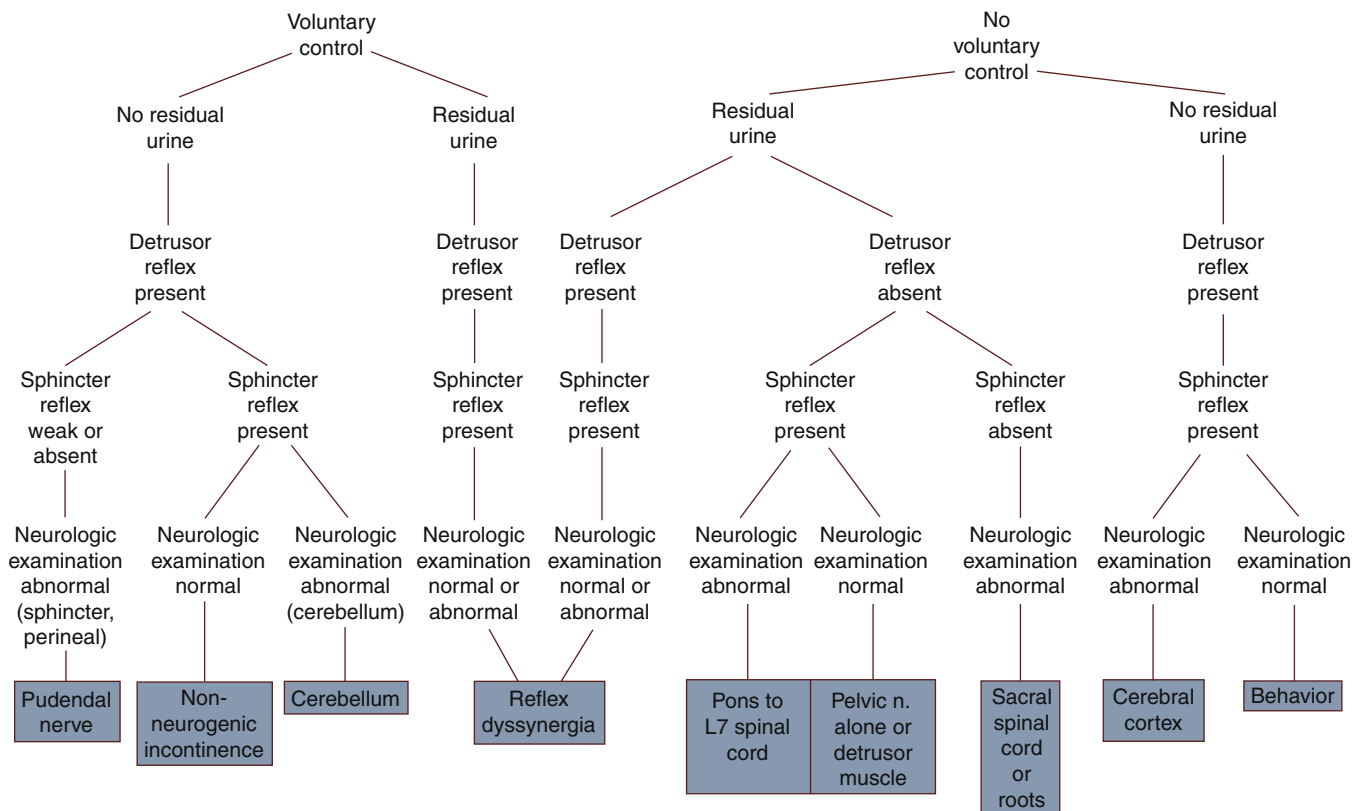 Voluntary
control
No
voluntary
control
No residual
urine
Residual
urine
Residual
urine
No residual
urine
Detrusor
reflex
present
Detrusor
reflex
present
Detrusor
reflex
present
Detrusor
reflex
absent
Detrusor
reflex
present
Sphincter
reflex
weak or
absent
Sphincter
reflex
present
Sphincter
reflex
present
Sphincter
reflex
present
Sphincter
reflex
present
Sphincter
reflex
absent
Sphincter
reflex
present
Neurologic
examination
abnormal
(sphincter,
perineal)
Neurologic
examination
normal
Neurologic
examination
abnormal
(cerebellum)
Neurologic
examination
normal or
abnormal
Neurologic
examination
normal or
abnormal
Neurologic
examination
abnormal
Neurologic
examination
normal
Neurologic
examination
abnormal
Neurologic
examination
abnormal
Neurologic
examination
normal
Pudendal
nerve
Non-
neurogenic
incontinence
Cerebellum
Reflex
dyssynergia
Pons to
L7 spinal
cord
Pelvic n.
alone or
detrusor
muscle
Sacral
spinal
cord
or
roots
Cerebral
cortex
Behavior